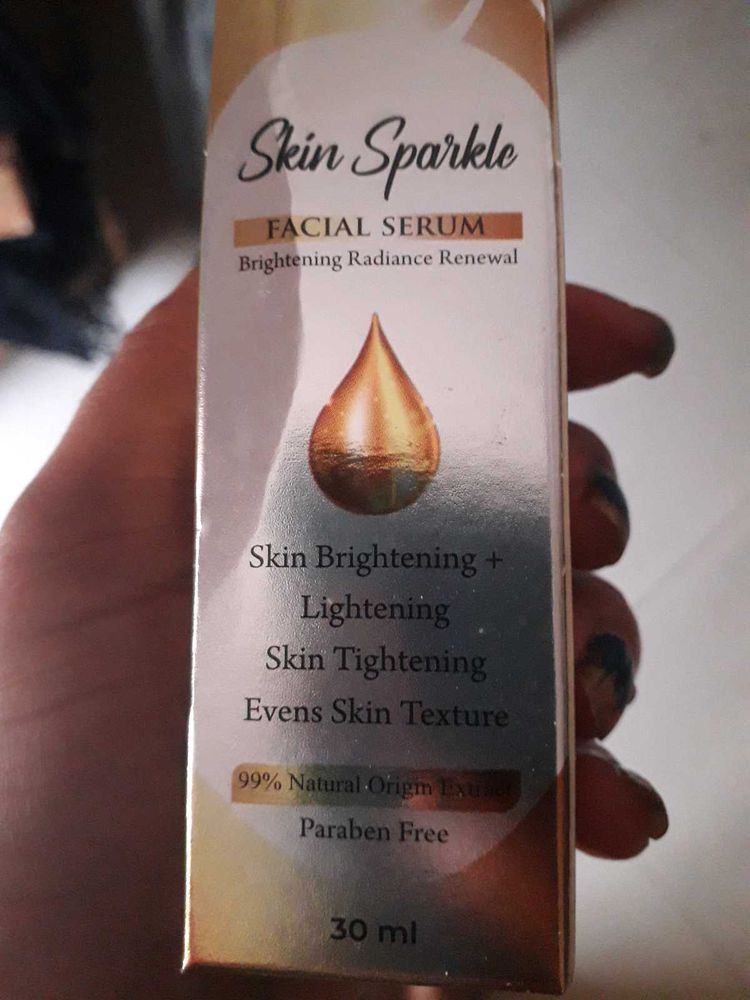 Skin Sparkle
FACIAL SERUM
Brightening Radiance Renewal
Skin Brightening +
Lightening
Skin Tightening
Evens Skin Texture
99% Natural Origin Extract
Paraben Free
30 ml